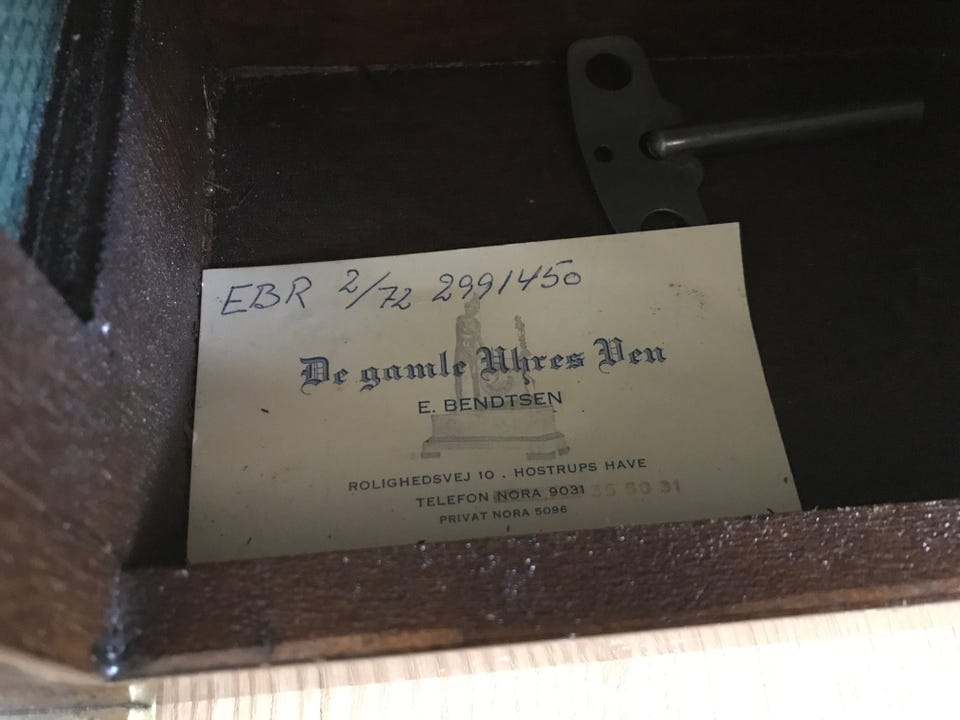 EBR 2/72 2991450
De gamle Uhres Ven
E. BENDTSEN
ROLIGHEDSVEJ 10 . HOSTRUPS HAVE
TELEFON NORA 9031 35 60 31
PRIVAT NORA 5096